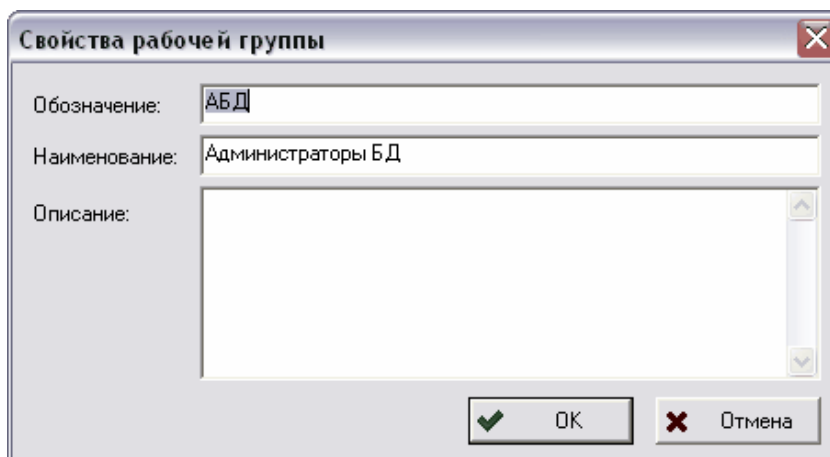 Свойства рабочей группы
Обозначение: АБД
Наименование: Администраторы БД
Описание:
OK Отмена